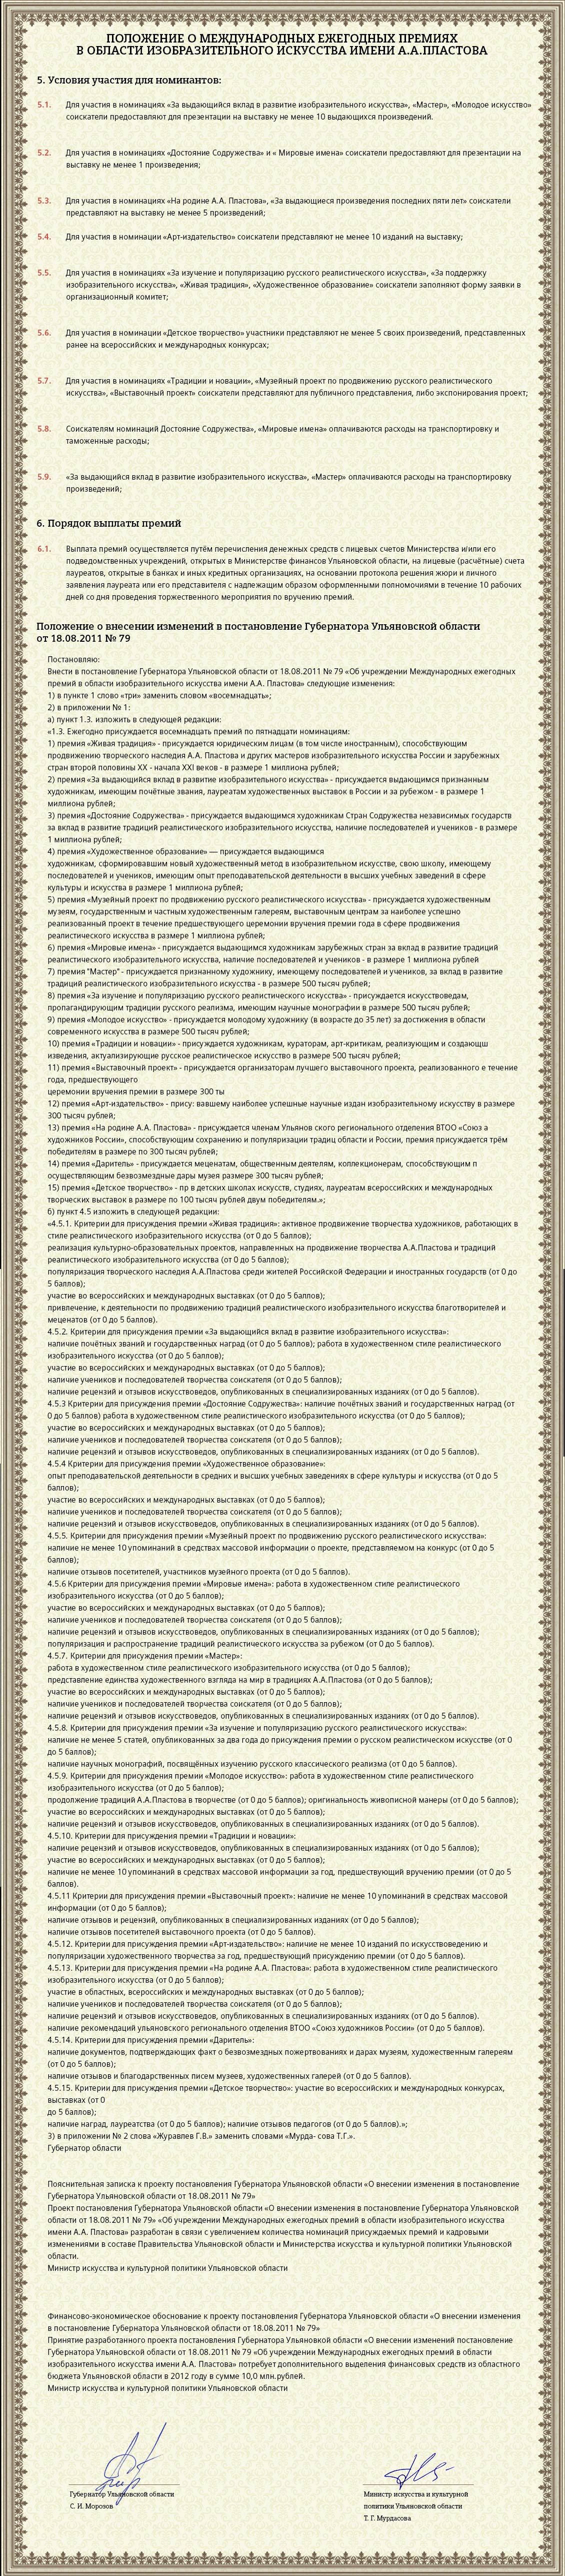 ПОЛОЖЕНИЕ О МЕЖДУНАРОДНЫХ ЕЖЕГОДНЫХ ПРЕМИЯХ
В ОБЛАСТИ ИЗОБРАЗИТЕЛЬНОГО ИСКУССТВА ИМЕНИ А.А.ПЛАСТОВА
5. Условия участия для номинантов:
5.1. Для участия в номинациях «За выдающийся вклад в развитие изобразительного искусства», «Мастер», «Молодое искусство»
соискатели предоставляют для презентации на выставку не менее 10 выдающихся произведений.
5.2. Для участия в номинациях «Достояние Содружества» и « Мировые имена» соискатели предоставляют для презентации на
выставку не менее 1 произведения;
5.3. Для участия в номинациях «На родине А.А. Пластова», «За выдающиеся произведения последних пяти лет» соискатели
представляют на выставку не менее 5 произведений;
5.4. Для участия в номинации «Арт-издательство» соискатели представляют не менее 10 изданий на выставку;
5.5. Для участия в номинациях «За изучение и популяризацию русского реалистического искусства», «За поддержку
изобразительного искусства», «Живая традиция», «Художественное образование» соискатели заполняют форму заявки в
организационный комитет;
5.6. Для участия в номинации «Детское творчество» участники представляют не менее 5 своих произведений, представленных
ранее на всероссийских и международных конкурсах;
5.7. Для участия в номинациях «Традиции и новации», «Музейный проект по продвижению русского реалистического
искусства», «Выставочный проект» соискатели представляют для публичного представления, либо экспонирования проект;
5.8. Соискателям номинаций Достояние Содружества», «Мировые имена» оплачиваются расходы на транспортировку и
таможенные расходы;
5.9. «За выдающийся вклад в развитие изобразительного искусства», «Мастер» оплачиваются расходы на транспортировку
произведений;
6. Порядок выплаты премий
6.1. Выплата премий осуществляется путём перечисления денежных средств с лицевых счетов Министерства и/или его
подведомственных учреждений, открытых в Министерстве финансов Ульяновской области, на лицевые (расчётные) счета
лауреатов, открытые в банках и иных кредитных организациях, на основании протокола решения жюри и личного
заявления лауреата или его представителя с надлежащим образом оформленными полномочиями в течение 10 рабочих
дней со дня проведения торжественного мероприятия по вручению премий.
Положение о внесении изменений в постановление Губернатора Ульяновской области
от 18.08.2011 № 79
Постановляю:
Внести в постановление Губернатора Ульяновской области от 18.08.2011 № 79 «Об учреждении Международных ежегодных
премий в области изобразительного искусства имени А.А. Пластова» следующие изменения:
1) в пункте 1 слово «три» заменить словом «восемнадцать»;
2) в приложении № 1:
а) пункт 1.3. изложить в следующей редакции:
«1.3. Ежегодно присуждается восемнадцать премий по пятнадцати номинациям:
1) премия «Живая традиция» - присуждается юридическим лицам (в том числе иностранным), способствующим
продвижению творческого наследия А.А. Пластова и других мастеров изобразительного искусства России и зарубежных
стран второй половины XX - начала XXI веков - в размере 1 миллиона рублей;
2) премия «За выдающийся вклад в развитие изобразительного искусства» - присуждается выдающимся признанным
художникам, имеющим почётные звания, лауреатам художественных выставок в России и за рубежом - в размере 1
миллиона рублей;
3) премия «Достояние Содружества» - присуждается выдающимся художникам Стран Содружества независимых государств
за вклад в развитие традиций реалистического изобразительного искусства, наличие последователей и учеников - в размере
1 миллиона рублей;
4) премия «Художественное образование» — присуждается выдающимся
художникам, сформировавшим новый художественный метод в изобразительном искусстве, свою школу, имеющему
последователей и учеников, имеющим опыт преподавательской деятельности в высших учебных заведений в сфере
культуры и искусства в размере 1 миллиона рублей;
5) премия «Музейный проект по продвижению русского реалистического искусства» - присуждается художественным
музеям, государственным и частным художественным галереям, выставочным центрам за наиболее успешно
реализованный проект в течение предшествующего церемонии вручения премии года в сфере продвижения
реалистического искусства в размере 1 миллиона рублей;
6) премия «Мировые имена» - присуждается выдающимся художникам зарубежных стран за вклад в развитие традиций
реалистического изобразительного искусства, наличие последователей и учеников - в размере 1 миллиона рублей
7) премия "Мастер" - присуждается признанному художнику, имеющему последователей и учеников, за вклад в развитие
традиций реалистического изобразительного искусства - в размере 500 тысяч рублей;
8) премия «За изучение и популяризацию русского реалистического искусства» - присуждается искусствоведам,
пропагандирующим традиции русского реализма, имеющим научные монографии в размере 500 тысяч рублей;
9) премия «Молодое искусство» - присуждается молодому художнику (в возрасте до 35 лет) за достижения в области
современного искусства в размере 500 тысяч рублей;
10) премия «Традиции и новации» - присуждается художникам, кураторам, арт-критикам, реализующим и создающш
изведения, актуализирующие русское реалистическое искусство в размере 500 тысяч рублей;
11) премия «Выставочный проект» - присуждается организаторам лучшего выставочного проекта, реализованного е течение
года, предшествующего
церемонии вручения премии в размере 300 ты
12) премия «Арт-издательство» - прису: вавшему наиболее успешные научные издан изобразительному искусству в размере
300 тысяч рублей;
13) премия «На родине А.А. Пластова» - присуждается членам Ульянов ского регионального отделения ВТОО «Союз а
художников России», способствующим сохранению и популяризации традиц области и России, премия присуждается трём
победителям в размере по 300 тысяч рублей;
14) премия «Даритель» - присуждается меценатам, общественным деятелям, коллекционерам, способствующим п
осуществляющим безвозмездные дары музея размере 300 тысяч рублей;
15) премия «Детское творчество» - пр в детских школах искусств, студиях, лауреатам всероссийских и международных
творческих выставок в размере по 100 тысяч рублей двум победителям.»;
б) пункт 4.5 изложить в следующей редакции:
«4.5.1. Критерии для присуждения премии «Живая традиция»: активное продвижение творчества художников, работающих в
стиле реалистического изобразительного искусства (от 0 до 5 баллов);
реализация культурно-образовательных проектов, направленных на продвижение творчества А.А.Пластова и традиций
реалистического изобразительного искусства (от 0 до 5 баллов);
популяризация творческого наследия А.А.Пластова среди жителей Российской Федерации и иностранных государств (от 0 до
5 баллов);
участие во всероссийских и международных выставках (от 0 до 5 баллов);
привлечение, к деятельности по продвижению традиций реалистического изобразительного искусства благотворителей и
меценатов (от 0 до 5 баллов).
4.5.2. Критерии для присуждения премии «За выдающийся вклад в развитие изобразительного искусства»:
наличие почётных званий и государственных наград (от 0 до 5 баллов); работа в художественном стиле реалистического
изобразительного искусства (от 0 до 5 баллов);
участие во всероссийских и международных выставках (от 0 до 5 баллов);
наличие учеников и последователей творчества соискателя (от 0 до 5 баллов);
наличие рецензий и отзывов искусствоведов, опубликованных в специализированных изданиях (от 0 до 5 баллов).
4.5.3 Критерии для присуждения премии «Достояние Содружества»: наличие почётных званий и государственных наград (от
0 до 5 баллов) работа в художественном стиле реалистического изобразительного искусства (от 0 до 5 баллов);
участие во всероссийских и международных выставках (от 0 до 5 баллов);
наличие учеников и последователей творчества соискателя (от 0 до 5 баллов);
наличие рецензий и отзывов искусствоведов, опубликованных в специализированных изданиях (от 0 до 5 баллов).
4.5.4 Критерии для присуждения премии «Художественное образование»:
опыт преподавательской деятельности в средних и высших учебных заведениях в сфере культуры и искусства (от 0 до 5
баллов);
участие во всероссийских и международных выставках (от 0 до 5 баллов);
наличие учеников и последователей творчества соискателя (от 0 до 5 баллов);
наличие рецензий и отзывов искусствоведов, опубликованных в специализированных изданиях (от 0 до 5 баллов).
4.5.5. Критерии для присуждения премии «Музейный проект по продвижению русского реалистического искусства»:
наличие не менее 10 упоминаний в средствах массовой информации о проекте, представляемом на конкурс (от 0 до 5
баллов);
наличие отзывов посетителей, участников музейного проекта (от 0 до 5 баллов).
4.5.6 Критерии для присуждения премии «Мировые имена»: работа в художественном стиле реалистического
изобразительного искусства (от 0 до 5 баллов);
участие во всероссийских и международных выставках (от 0 до 5 баллов);
наличие учеников и последователей творчества соискателя (от 0 до 5 баллов);
наличие рецензий и отзывов искусствоведов, опубликованных в специализированных изданиях (от 0 до 5 баллов);
популяризация и распространение традиций реалистического искусства за рубежом (от 0 до 5 баллов).
4.5.7. Критерии для присуждения премии «Мастер»:
работа в художественном стиле реалистического изобразительного искусства (от 0 до 5 баллов);
представление единства художественного взгляда на мир в традициях А.А.Пластова (от 0 до 5 баллов);
участие во всероссийских и международных выставках (от 0 до 5 баллов);
наличие учеников и последователей творчества соискателя (от 0 до 5 баллов);
наличие рецензий и отзывов искусствоведов, опубликованных в специализированных изданиях (от 0 до 5 баллов).
4.5.8. Критерии для присуждения премии «За изучение и популяризацию русского реалистического искусства»:
наличие не менее 5 статей, опубликованных за два года до присуждения премии о русском реалистическом искусстве (от 0
до 5 баллов);
наличие научных монографий, посвящённых изучению русского классического реализма (от 0 до 5 баллов).
4.5.9. Критерии для присуждения премии «Молодое искусство»: работа в художественном стиле реалистического
изобразительного искусства (от 0 до 5 баллов);
продолжение традиций А.А.Пластова в творчестве (от 0 до 5 баллов); оригинальность живописной манеры (от 0 до 5 баллов);
участие во всероссийских и международных выставках (от 0 до 5 баллов);
наличие рецензий и отзывов искусствоведов, опубликованных в специализированных изданиях (от 0 до 5 баллов).
4.5.10. Критерии для присуждения премии «Традиции и новации»:
наличие рецензий и отзывов искусствоведов, опубликованных в специализированных изданиях (от 0 до 5 баллов);
участие во всероссийских и международных выставках (от 0 до 5 баллов);
наличие не менее 10 упоминаний в средствах массовой информации за год, предшествующий вручению премии (от 0 до 5
баллов).
4.5.11 Критерии для присуждения премии «Выставочный проект»: наличие не менее 10 упоминаний в средствах массовой
информации (от 0 до 5 баллов);
наличие отзывов и рецензий, опубликованных в специализированных изданиях (от 0 до 5 баллов);
наличие отзывов посетителей выставочного проекта (от 0 до 5 баллов).
4.5.12. Критерии для присуждения премии «Арт-издательство»: наличие не менее 10 изданий по искусствоведению и
популяризации художественного творчества за год, предшествующий присуждению премии (от 0 до 5 баллов).
4.5.13. Критерии для присуждения премии «На родине А.А. Пластова»: работа в художественном стиле реалистического
изобразительного искусства (от 0 до 5 баллов);
участие в областных, всероссийских и международных выставках (от 0 до 5 баллов);
наличие учеников и последователей творчества соискателя (от 0 до 5 баллов);
наличие рецензий и отзывов искусствоведов, опубликованных в специализированных изданиях (от 0 до 5 баллов).
наличие рекомендаций ульяновского регионального отделения ВТОО «Союз художников России» (от 0 до 5 баллов).
4.5.14. Критерии для присуждения премии «Даритель»:
наличие документов, подтверждающих факт о безвозмездных пожертвованиях и дарах музеям, художественным галереям
(от 0 до 5 баллов);
наличие отзывов и благодарственных писем музеев, художественных галерей (от 0 до 5 баллов).
4.5.15. Критерии для присуждения премии «Детское творчество»: участие во всероссийских и международных конкурсах,
выставках (от 0
до 5 баллов);
наличие наград, лауреатства (от 0 до 5 баллов); наличие отзывов педагогов (от 0 до 5 баллов).»;
3) в приложении № 2 слова «Журавлев Г.В.» заменить словами «Мурда- сова Т.Г.».
Губернатор области
Пояснительная записка к проекту постановления Губернатора Ульяновской области «О внесении изменения в постановление
Губернатора Ульяновской области от 18.08.2011 № 79»
Проект постановления Губернатора Ульяновской области «О внесении изменения в постановление Губернатора Ульяновской
области от 18.08.2011 № 79» «Об учреждении Международных ежегодных премий в области изобразительного искусства
имени А.А. Пластова» разработан в связи с увеличением количества номинаций присуждаемых премий и кадровыми
изменениями в составе Правительства Ульяновской области и Министерства искусства и культурной политики Ульяновской
области.
Министр искусства и культурной политики Ульяновской области
Финансово-экономическое обоснование к проекту постановления Губернатора Ульяновской области «О внесении изменения
в постановление Губернатора Ульяновской области от 18.08.2011 № 79»
Принятие разработанного проекта постановления Губернатора Ульяновкой области «О внесении изменений постановление
Губернатора Ульяновской области от 18.08.2011 № 79 «Об учреждении Международных ежегодных премий в области
изобразительного искусства имени А.А. Пластова» потребует дополнительного выделения финансовых средств из областного
бюджета Ульяновской области в 2012 году в сумме 10,0 млн.рублей.
Министр искусства и культурной политики Ульяновской области
Губернатор Ульяновской области
С. И. Морозов
Министр искусства и культурной
политики Ульяновской области
Т. Г. Мурдасова